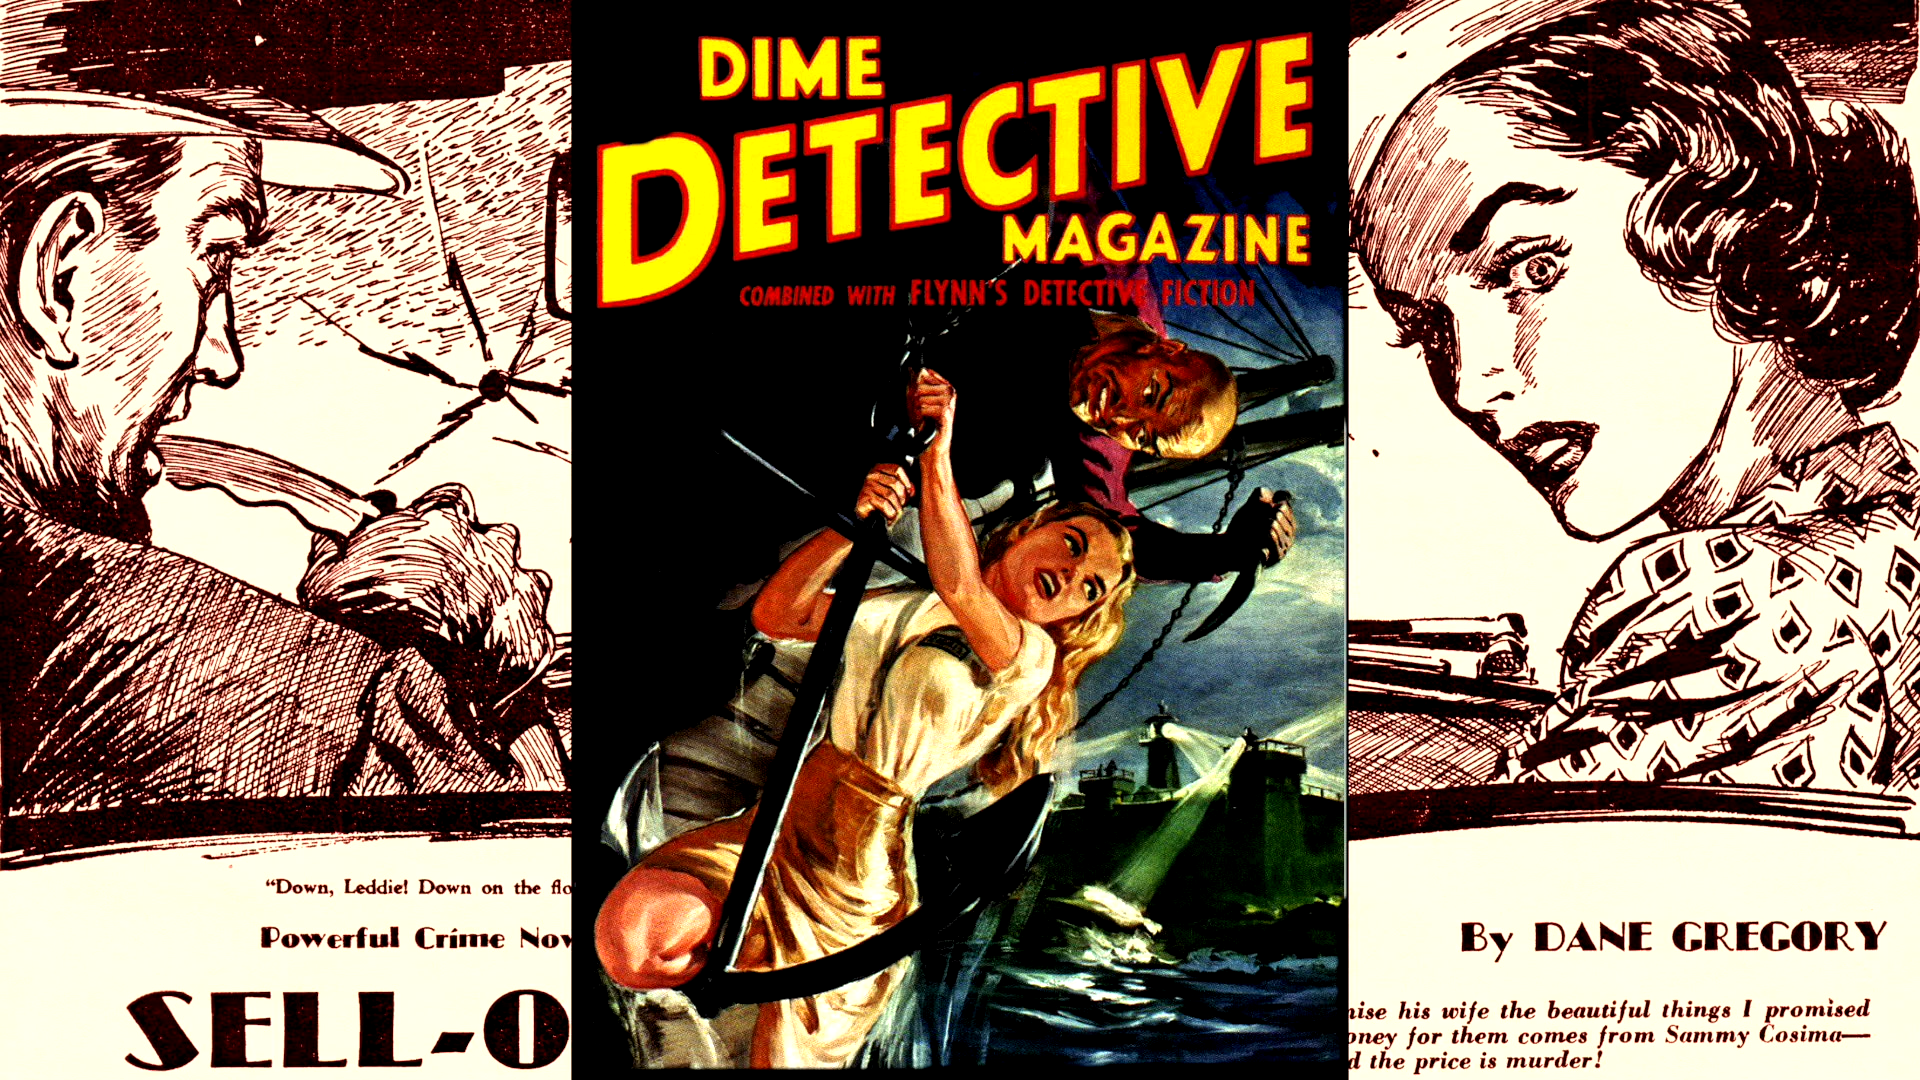 DIME
DETECTIVE
MAGAZINE
COMBINED WITH FLYNN'S DETECTIVE FICTION
"Down, Leddie! Down on the flo
Powerful Crime Nov
SELL-O
By DANE GREGORY
nise his wife the beautiful things I promised
oney for them comes from Sammy Cosima—
d the price is murder!